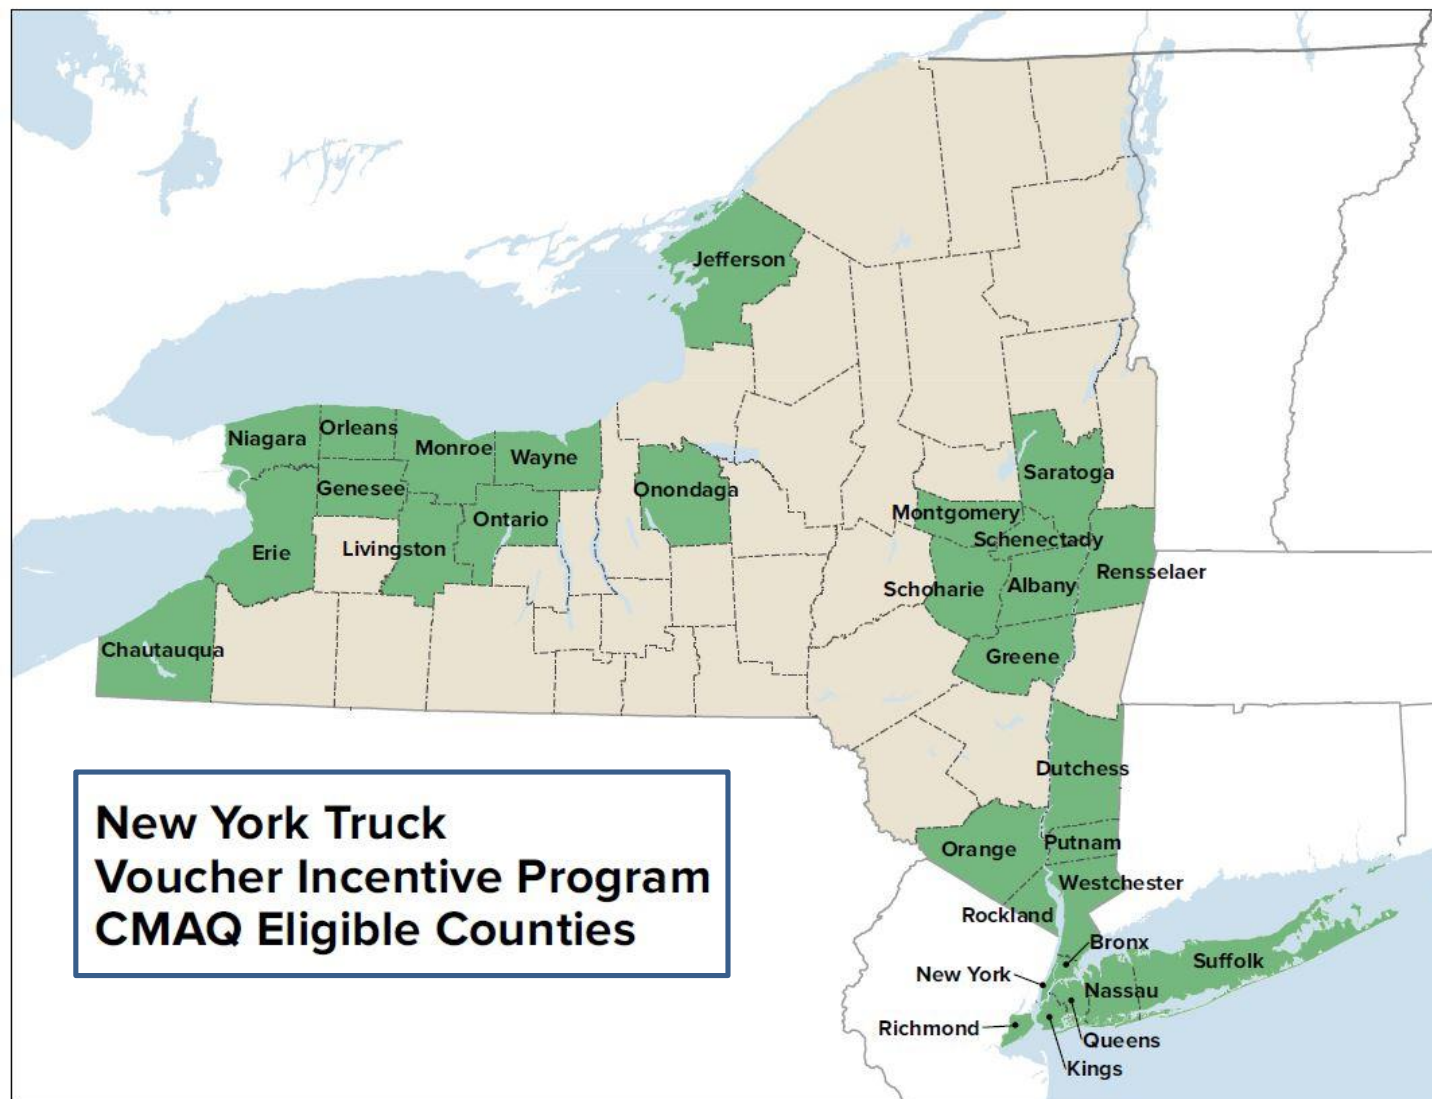 Jefferson
Niagara
Orleans
Monroe
Wayne
Genesee
Onondaga
Saratoga
Ontario
Montgomery
Schenectady
Erie
Livingston
Rensselaer
Schoharie
Albany
Chautauqua
Greene
Dutchess
New York Truck
Voucher Incentive Program
CMAQ Eligible Counties
Orange
Putnam
Westchester
Rockland
Bronx
Suffolk
New York
Nassau
Richmond
Queens
Kings